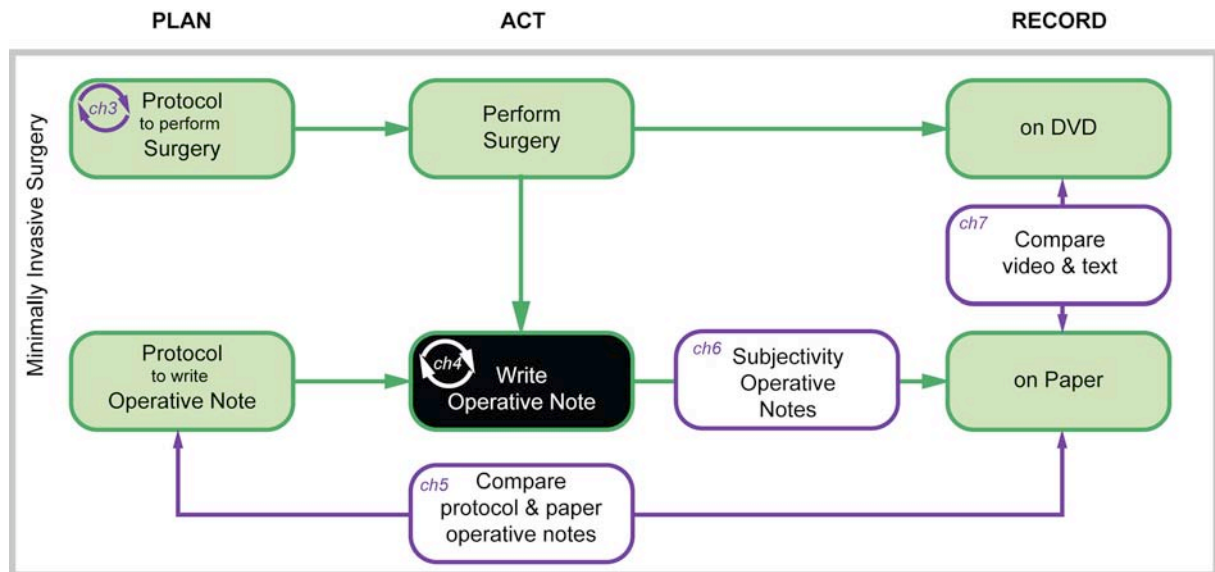 PLAN
ACT
RECORD
Minimally Invasive Surgery
ch3
Protocol
to perform
Surgery
Perform
Surgery
on DVD
ch7
Compare
video & text
Protocol
to write
Operative Note
ch4
Write
Operative Note
ch6
Subjectivity
Operative
Notes
on Paper
ch5
Compare
protocol & paper
operative notes